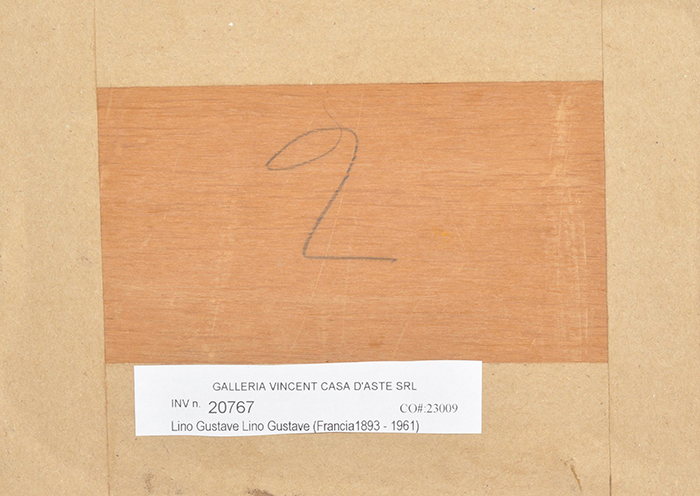 2
GALLERIA VINCENT CASA D'ASTE SRL
INV n. 20767 CO#:23009
Lino Gustave Lino Gustave (Francia1893 - 1961)